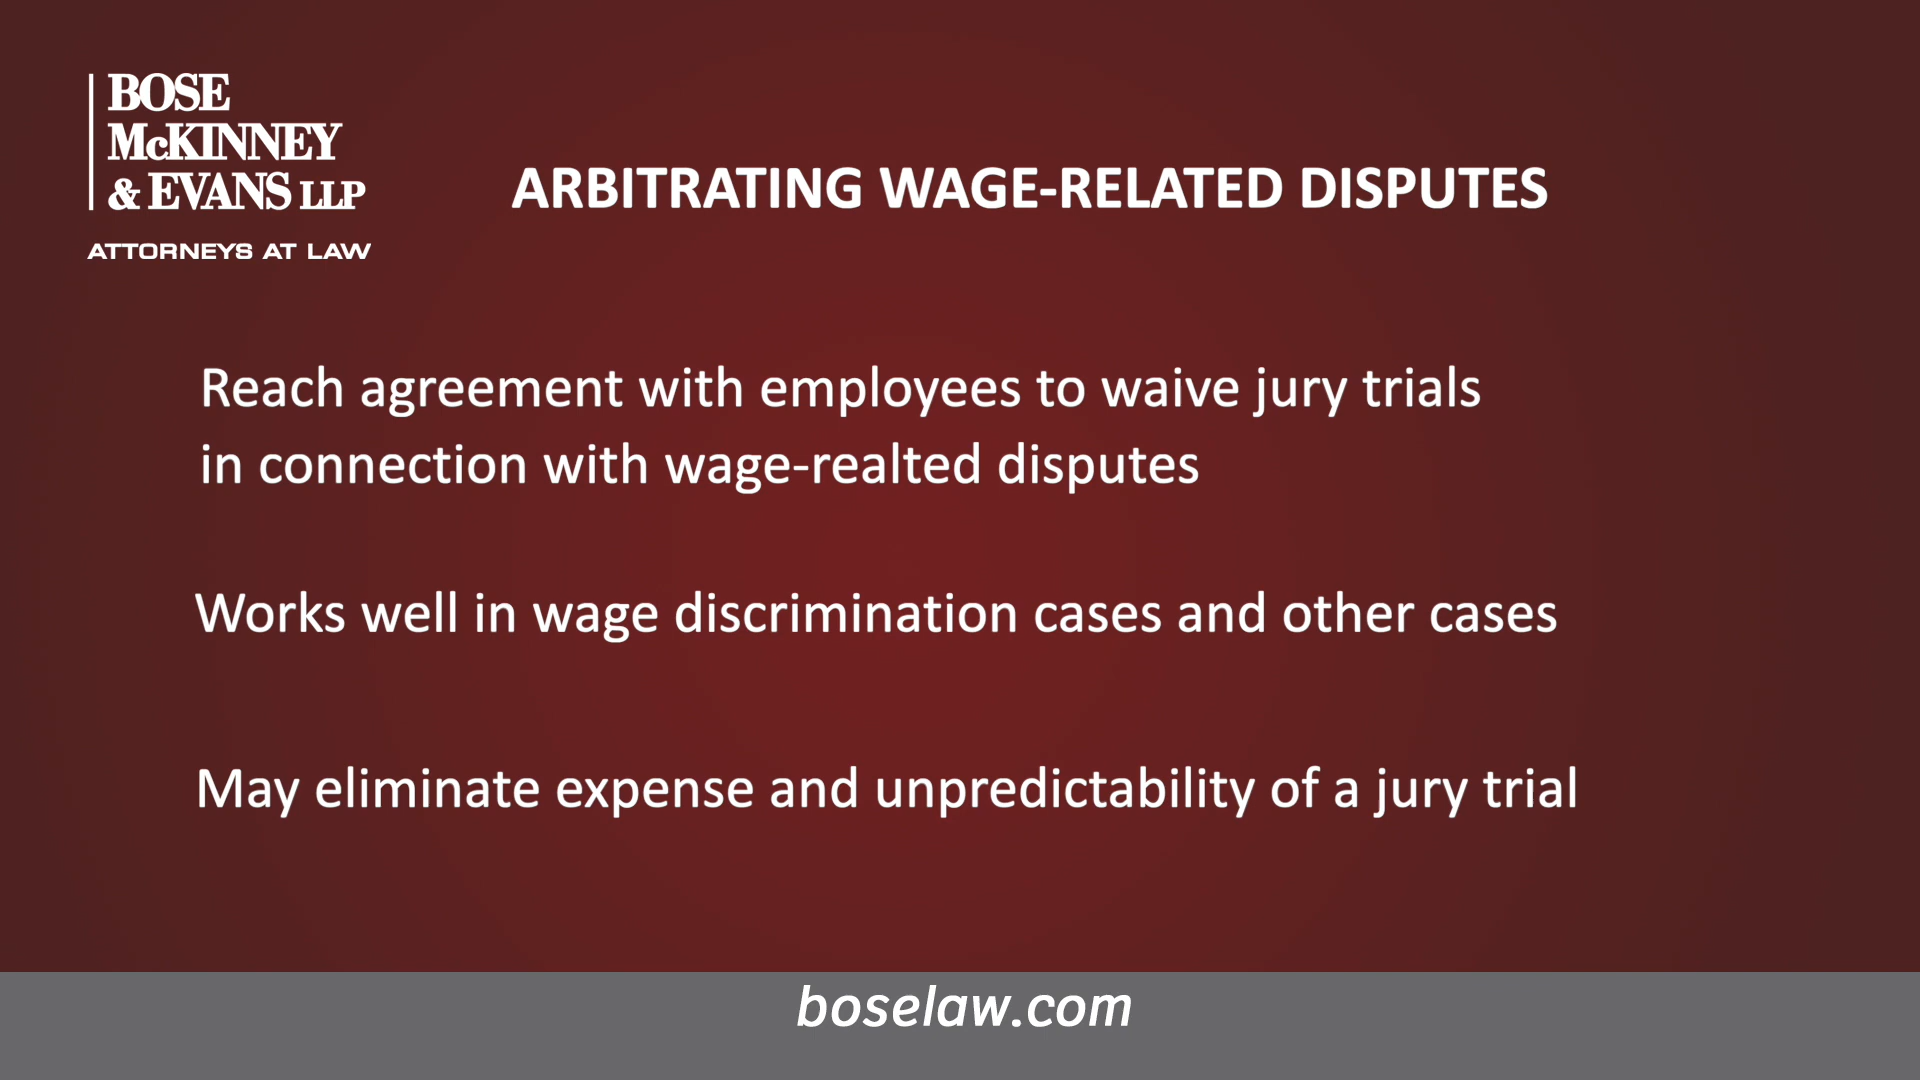 BOSE
McKINNEY
& EVANS LLP
ATTORNEYS AT LAW
ARBITRATING WAGE-RELATED DISPUTES
Reach agreement with employees to waive jury trials
in connection with wage-realted disputes
Works well in wage discrimination cases and other cases
May eliminate expense and unpredictability of a jury trial
boselaw.com